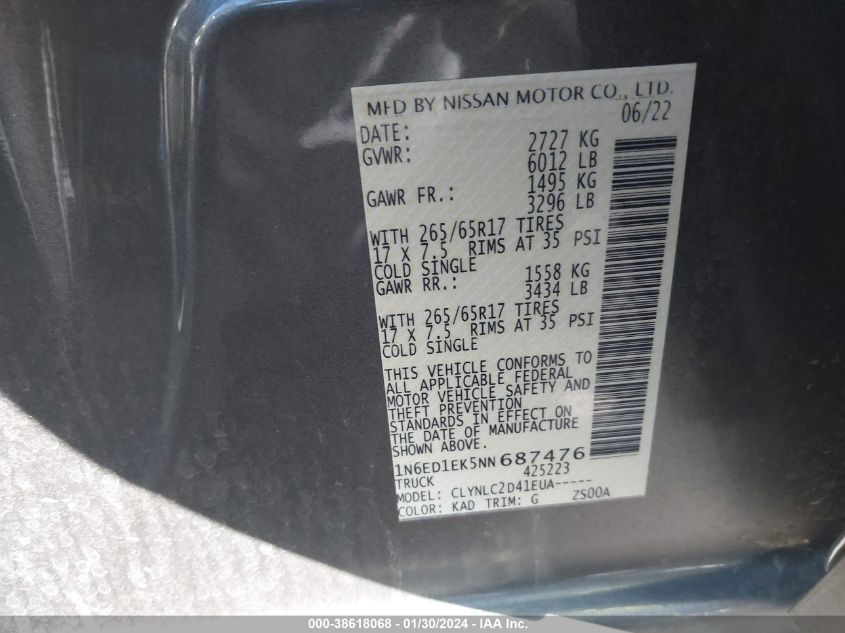 MFD BY NISSAN MOTOR CO., LTD.
DATE: 06/22
GVWR: 2727 KG
6012 LB
GAWR FR.: 1495 KG
3296 LB
WITH 265/65R17 TIRES
17 X 7.5 RIMS AT 35 PSI
COLD SINGLE
GAWR RR.: 1558 KG
3434 LB
WITH 265/65R17 TIRES
17 X 7.5 RIMS AT 35 PSI
COLD SINGLE
THIS VEHICLE CONFORMS TO
ALL APPLICABLE FEDERAL
MOTOR VEHICLE SAFETY AND
THEFT PREVENTION
STANDARDS IN EFFECT ON
THE DATE OF MANUFACTURE
SHOWN ABOVE.
1N6ED1EK5NN687476
TRUCK 425223
MODEL: CLYNLC2D41EUA-----
COLOR: KAD TRIM: G ZS00A
000-38618068 - 01/30/2024 - IAA Inc.